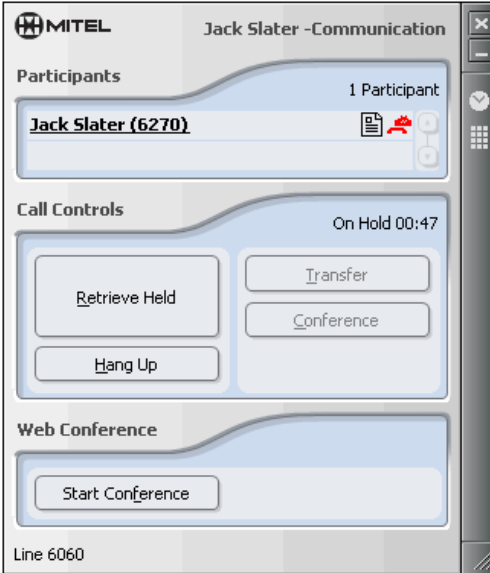 MITEL
Jack Slater -Communication
Participants
1 Participant
Jack Slater (6270)
Call Controls
On Hold 00:47
Retrieve Held
Transfer
Conference
Hang Up
Web Conference
Start Conference
Line 6060